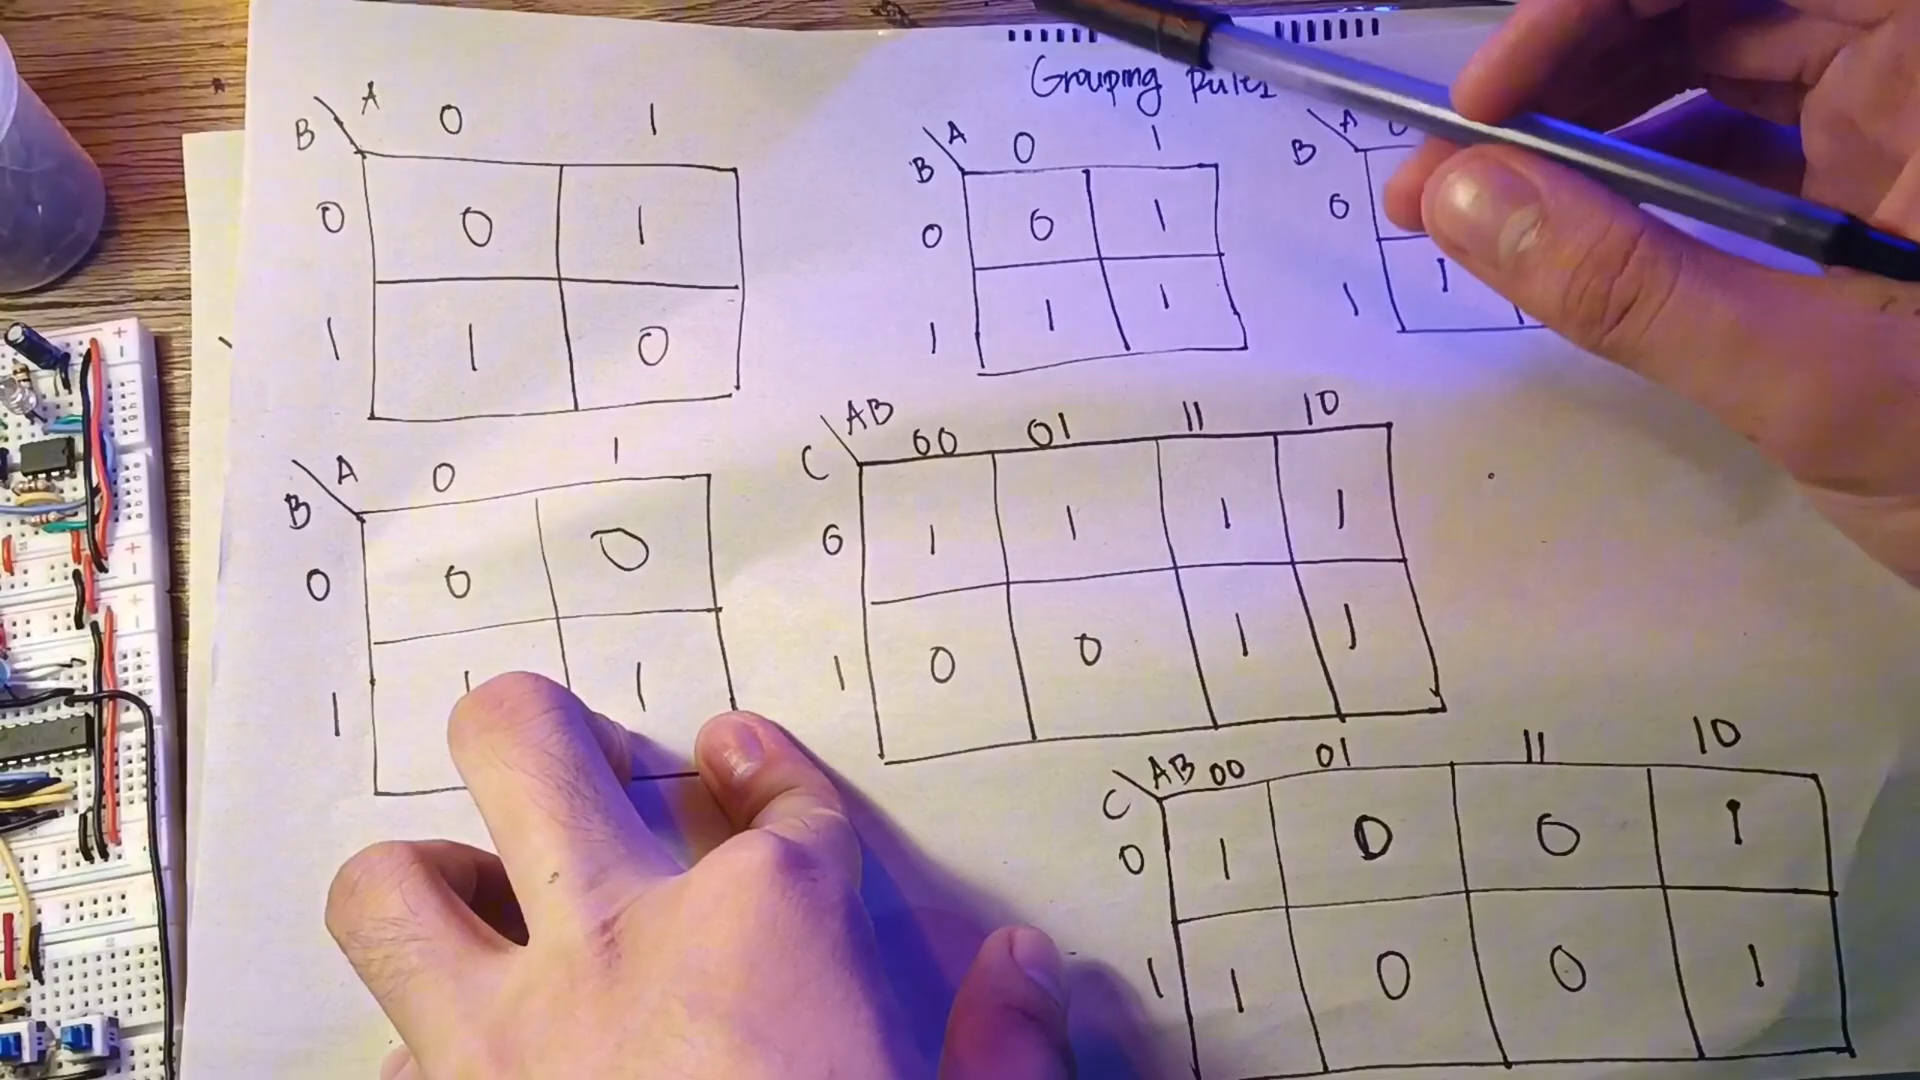 Grouping Rules
A 0 1
B
0 0 1
1 1 0
A 0 1
B
0 0 1
1 1 1
A
B
0
1 1
A 0 1
B
0 0 0
1 1 1
AB 00 01 11 10
C
0 1 1 1 1
1 0 0 1 1
AB 00 01 11 10
C
0 1 0 0 1
1 1 0 0 1